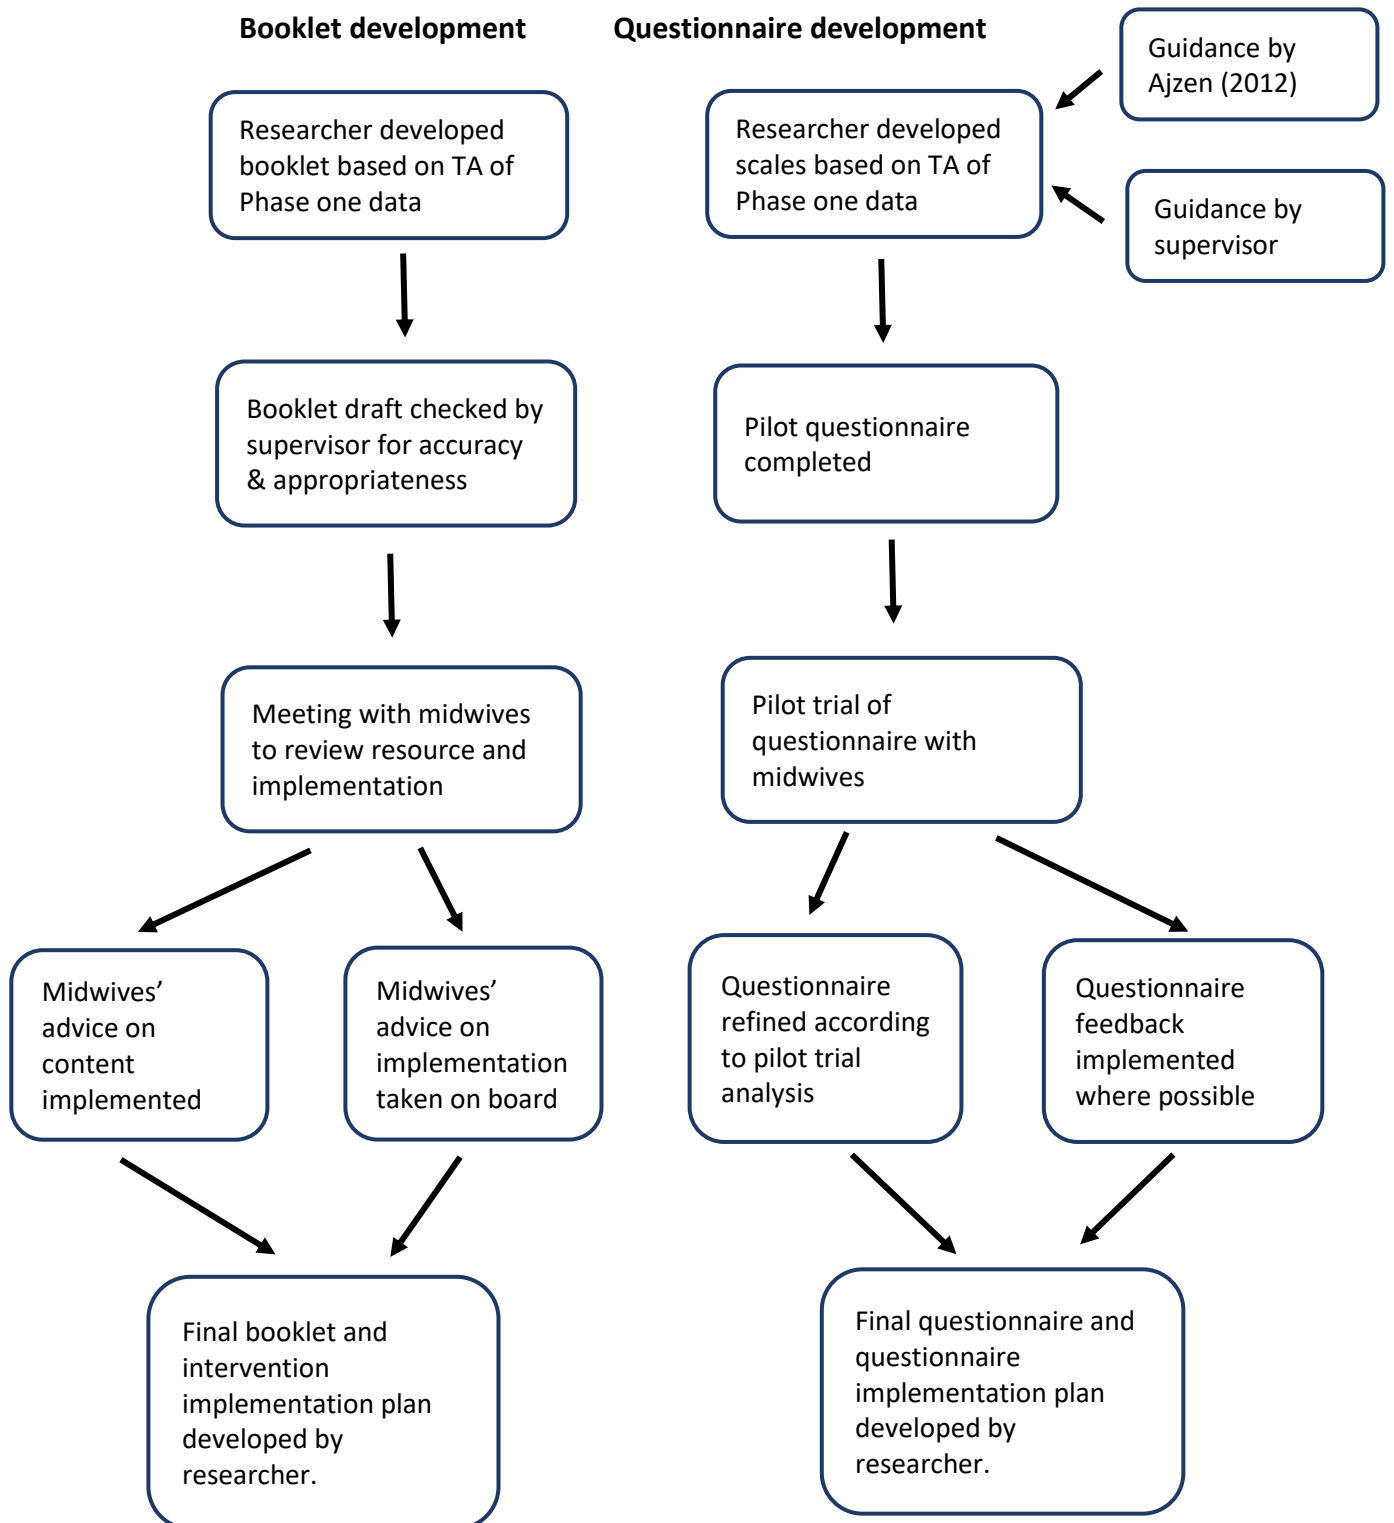 Booklet development
Questionnaire development
Guidance by
Ajzen (2012)
Guidance by
supervisor
Researcher developed
booklet based on TA of
Phase one data
Researcher developed
scales based on TA of
Phase one data
Booklet draft checked by
supervisor for accuracy
& appropriateness
Pilot questionnaire
completed
Meeting with midwives
to review resource and
implementation
Pilot trial of
questionnaire with
midwives
Midwives’
advice on
content
implemented
Midwives’
advice on
implementation
taken on board
Questionnaire
refined according
to pilot trial
analysis
Questionnaire
feedback
implemented
where possible
Final booklet and
intervention
implementation plan
developed by
researcher.
Final questionnaire and
questionnaire
implementation plan
developed by
researcher.